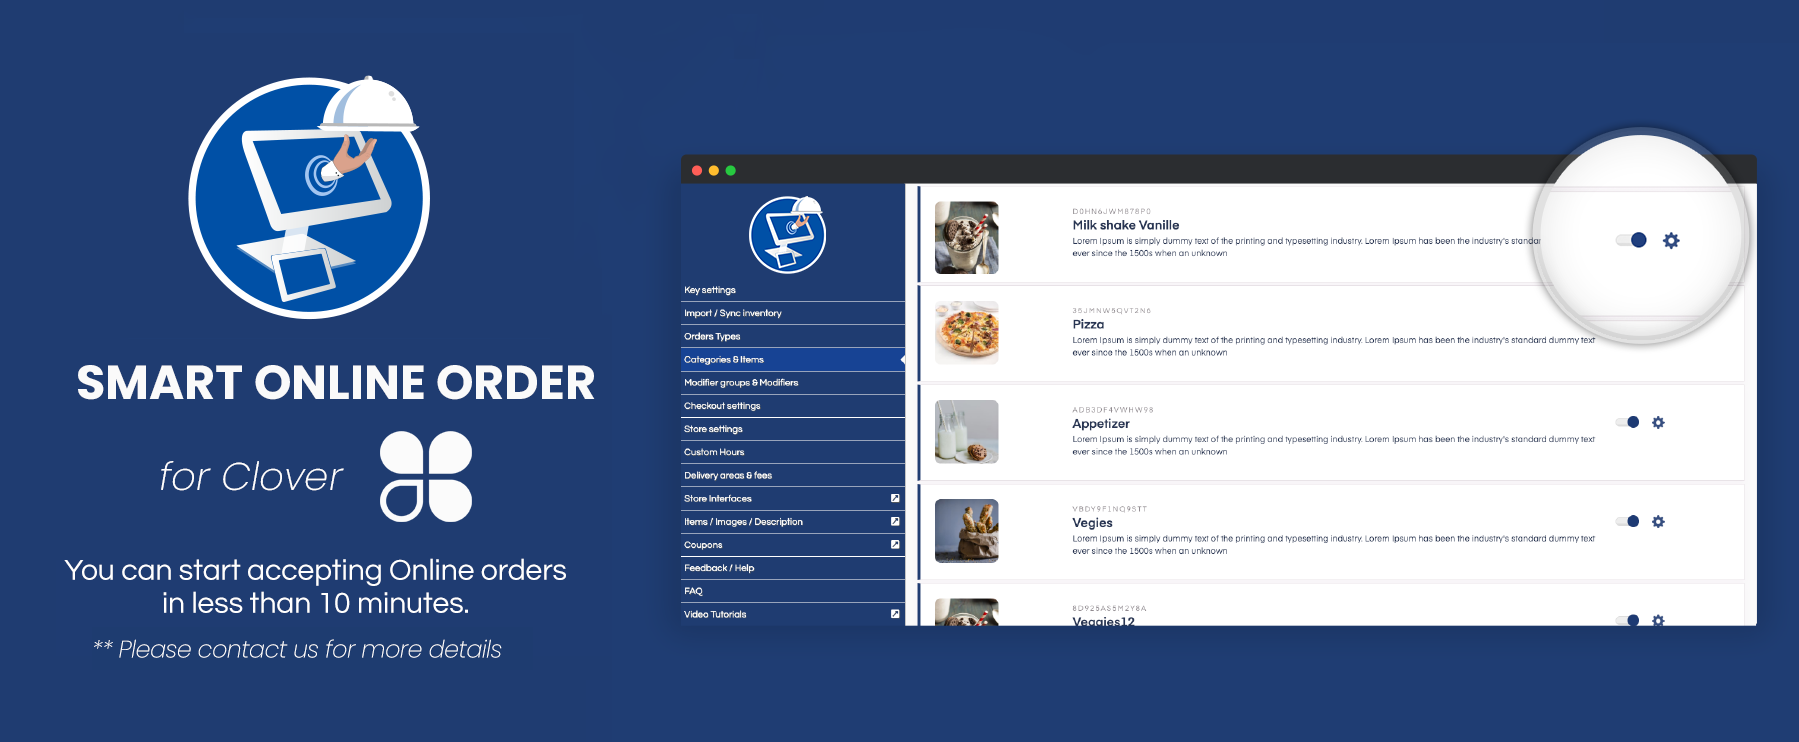 SMART ONLINE ORDER
for Clover
You can start accepting Online orders
in less than 10 minutes.
** Please contact us for more details
Key settings
Import / Sync inventory
Orders Types
Categories & Items
Modifier groups & Modifiers
Checkout settings
Store settings
Custom Hours
Delivery areas & fees
Store Interfaces
Items / Images / Description
Coupons
Feedback / Help
FAQ
Video Tutorials
D0HN6JWM878P0
Milk shake Vanille
Lorem Ipsum is simply dummy text of the printing and typesetting industry. Lorem Ipsum has been the industry's standar
ever since the 1500s when an unknown
35JMNW5QVT2N6
Pizza
Lorem Ipsum is simply dummy text of the printing and typesetting industry. Lorem Ipsum has been the industry's standard dummy text
ever since the 1500s when an unknown
ADB3DF4VWHW98
Appetizer
Lorem Ipsum is simply dummy text of the printing and typesetting industry. Lorem Ipsum has been the industry's standard dummy text
ever since the 1500s when an unknown
VBDY9F1NQ95TT
Vegies
Lorem Ipsum is simply dummy text of the printing and typesetting industry. Lorem Ipsum has been the industry's standard dummy text
ever since the 1500s when an unknown
8D925AS5M2Y8A
Veggies12